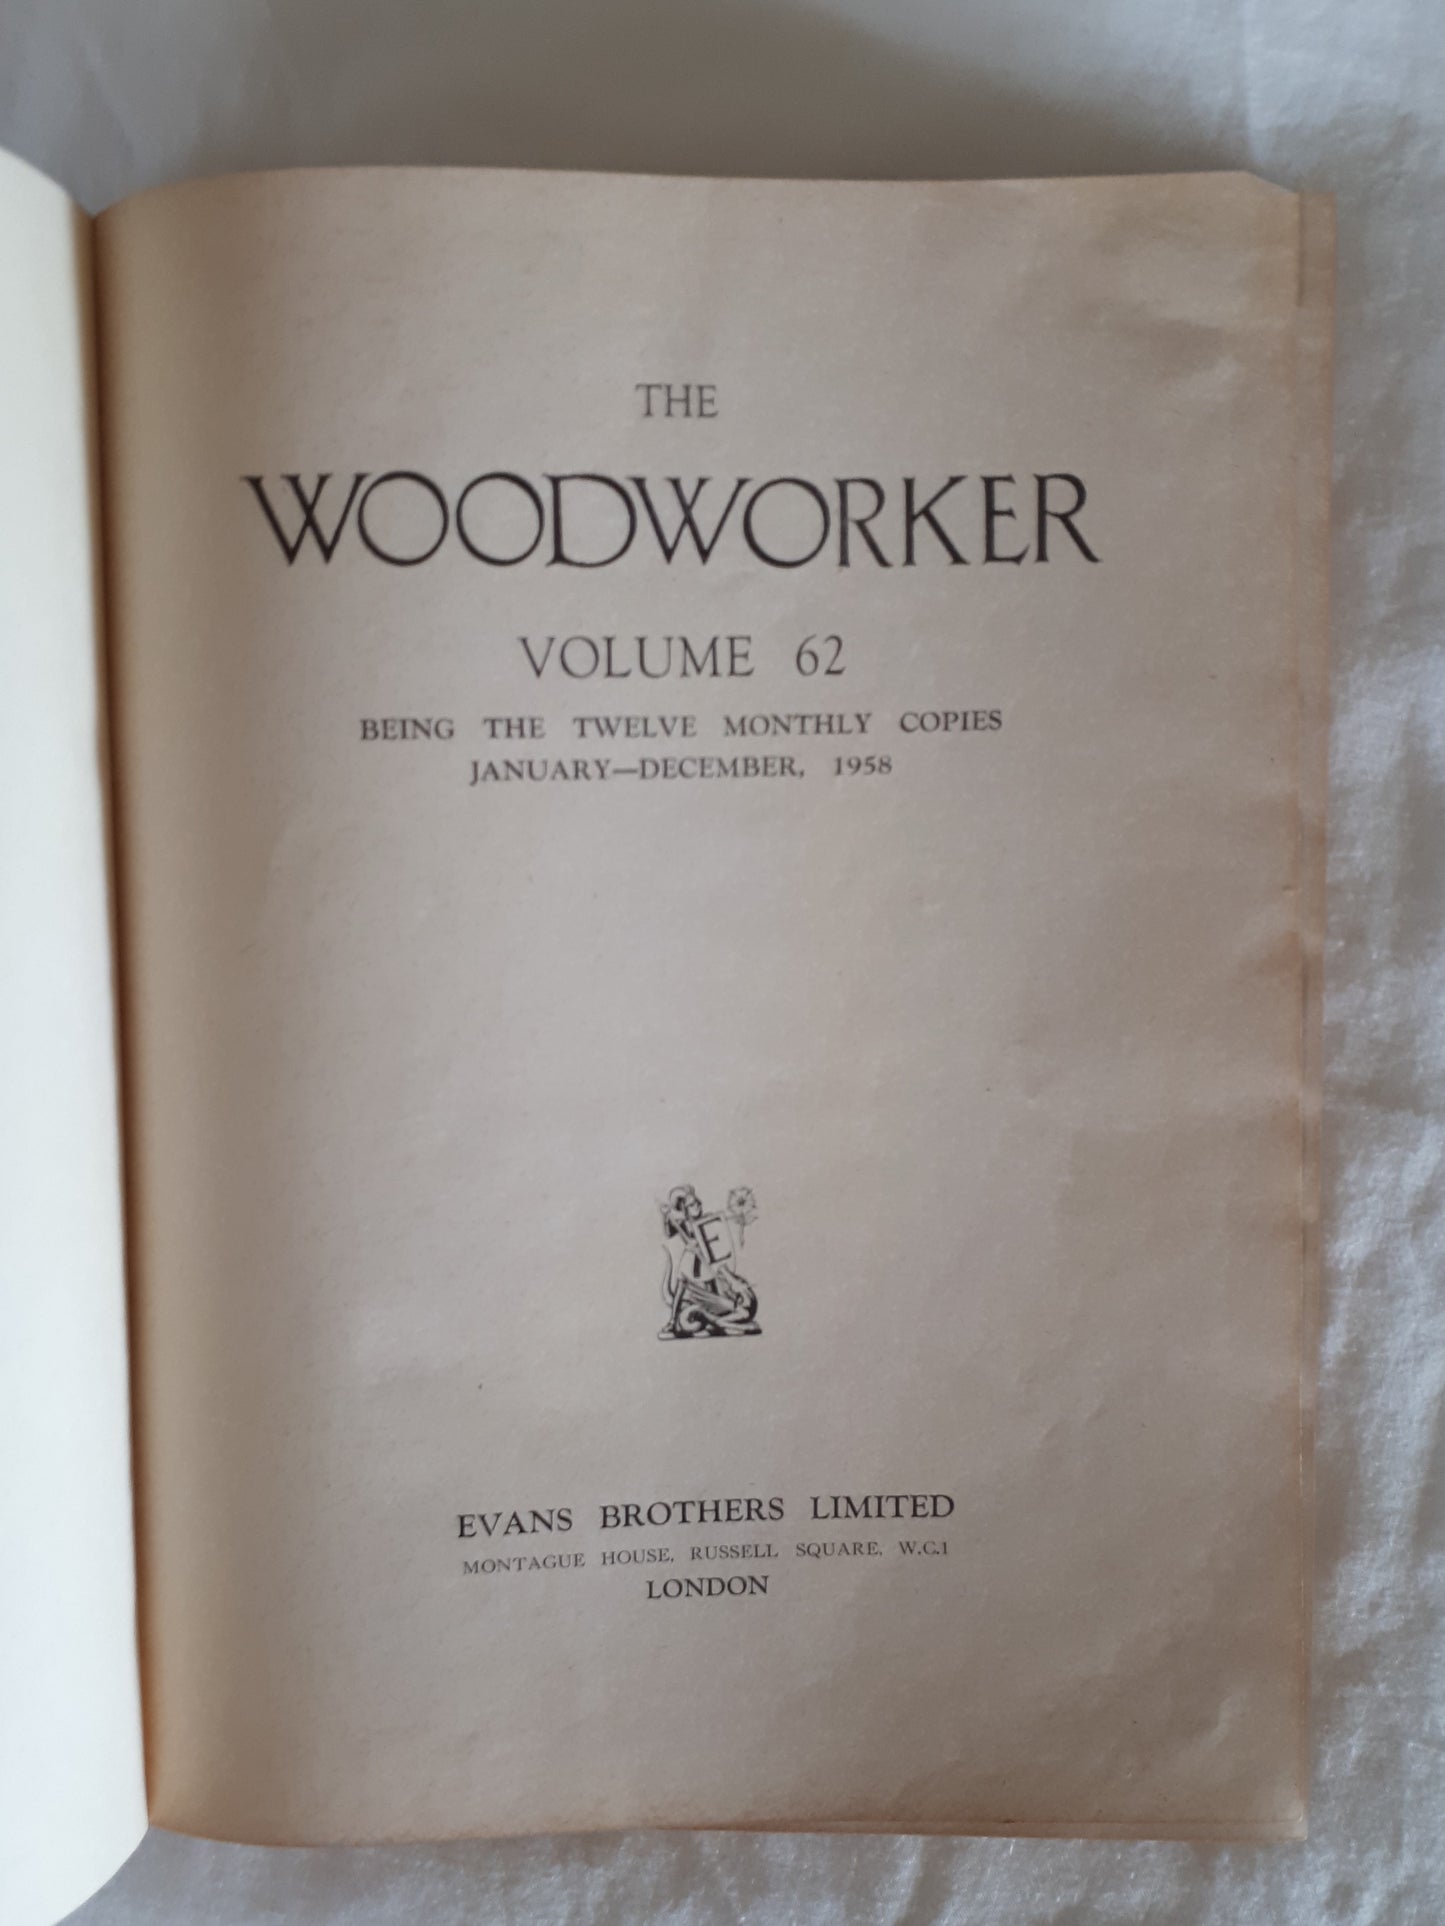 THE
WOODWORKER
VOLUME 62
BEING THE TWELVE MONTHLY COPIES
JANUARY—DECEMBER, 1958
E
EVANS BROTHERS LIMITED
MONTAGUE HOUSE, RUSSELL SQUARE, W.C.1
LONDON